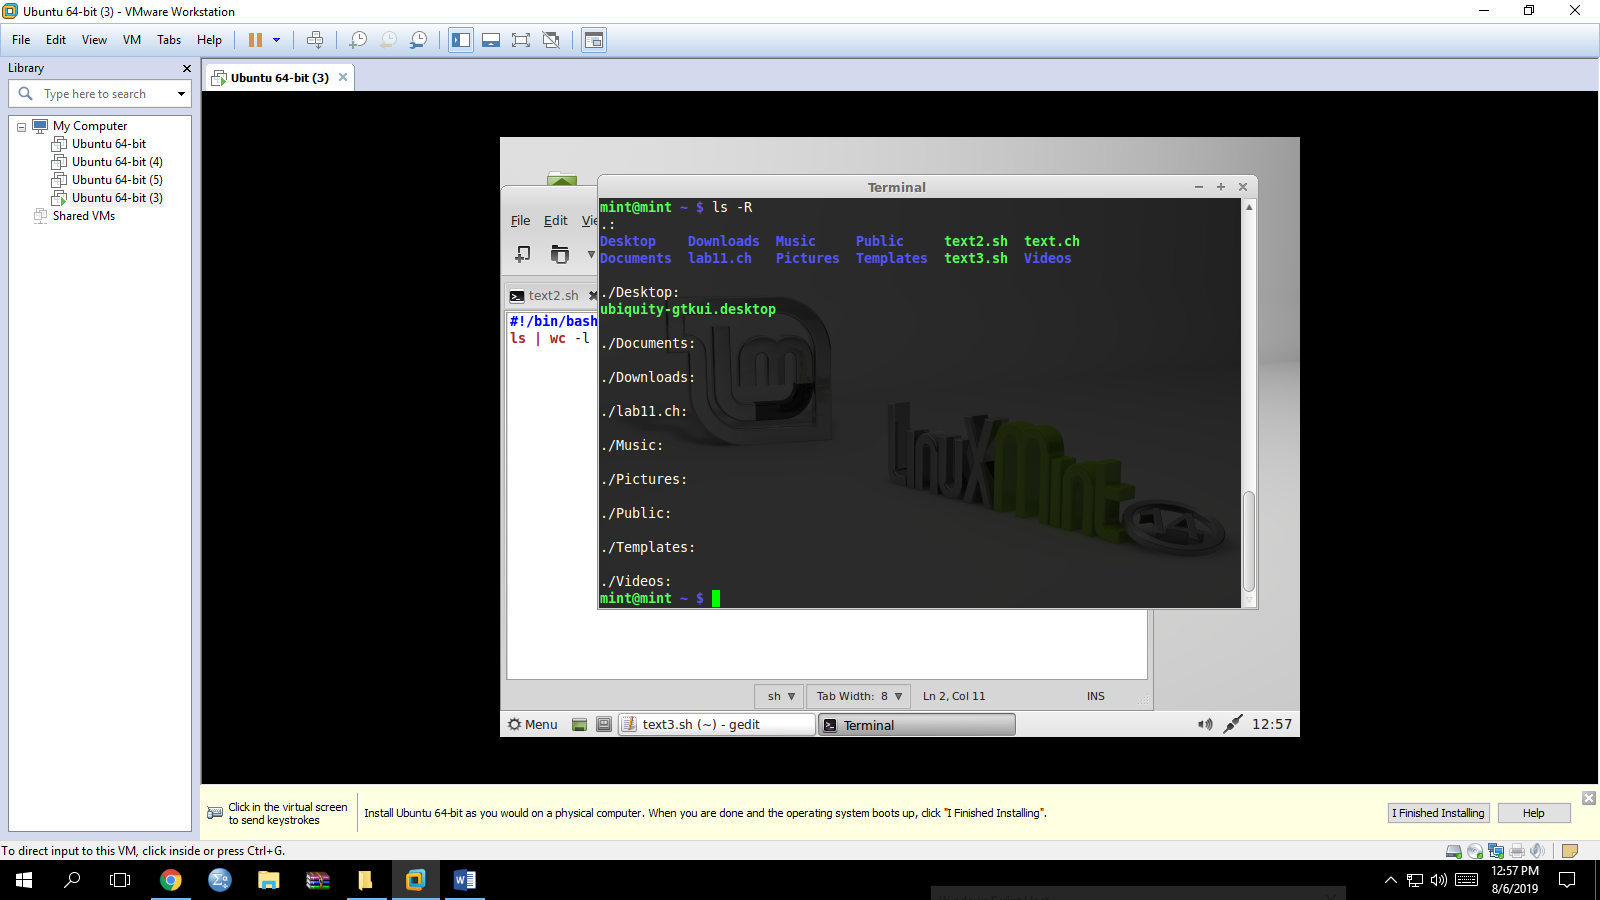 Ubuntu 64-bit (3) - VMware Workstation
File Edit View VM Tabs Help
Library
Type here to search
My Computer
Ubuntu 64-bit
Ubuntu 64-bit (4)
Ubuntu 64-bit (5)
Ubuntu 64-bit (3)
Shared VMs
Ubuntu 64-bit (3)
File Edit
text2.sh
#!/bin/bash
ls | wc -l
Terminal
mint@mint ~ $ ls -R
.:
Desktop Downloads Music Public text2.sh text.ch
Documents lab11.ch Pictures Templates text3.sh Videos
./Desktop:
ubiquity-gtkui.desktop
./Documents:
./Downloads:
./lab11.ch:
./Music:
./Pictures:
./Public:
./Templates:
./Videos:
mint@mint ~ $
LinuxMint 14
sh Tab Width: 8 Ln 2, Col 11 INS
Menu text3.sh (~) - gedit Terminal 12:57
Click in the virtual screen
to send keystrokes
Install Ubuntu 64-bit as you would on a physical computer. When you are done and the operating system boots up, click "I Finished Installing".
I Finished Installing Help
To direct input to this VM, click inside or press Ctrl+G.
12:57 PM
8/6/2019